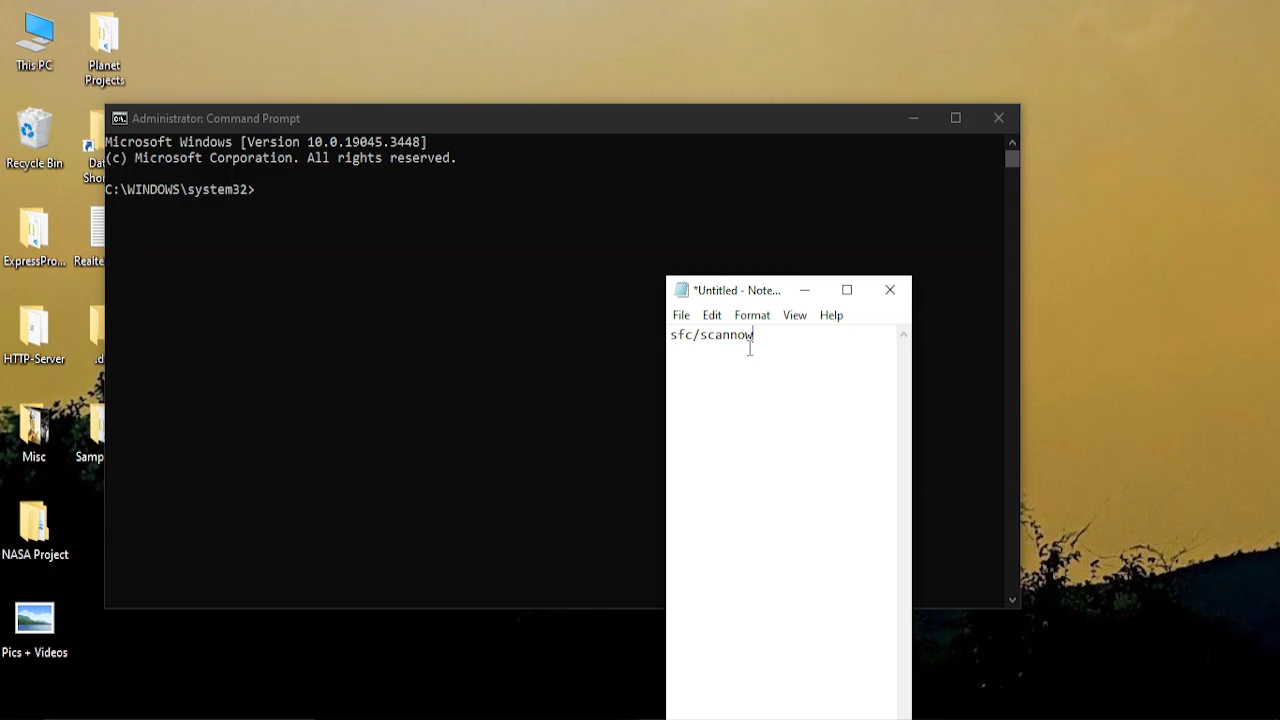 This PC
Planet
Projects
Recycle Bin
Dat
Sho
ExpressPro...
Realte
HTTP-Server
.d
Misc
Samp
NASA Project
Pics + Videos
Administrator: Command Prompt
Microsoft Windows [Version 10.0.19045.3448]
(c) Microsoft Corporation. All rights reserved.
C:\WINDOWS\system32>
*Untitled - Note...
File Edit Format View Help
sfc/scannow